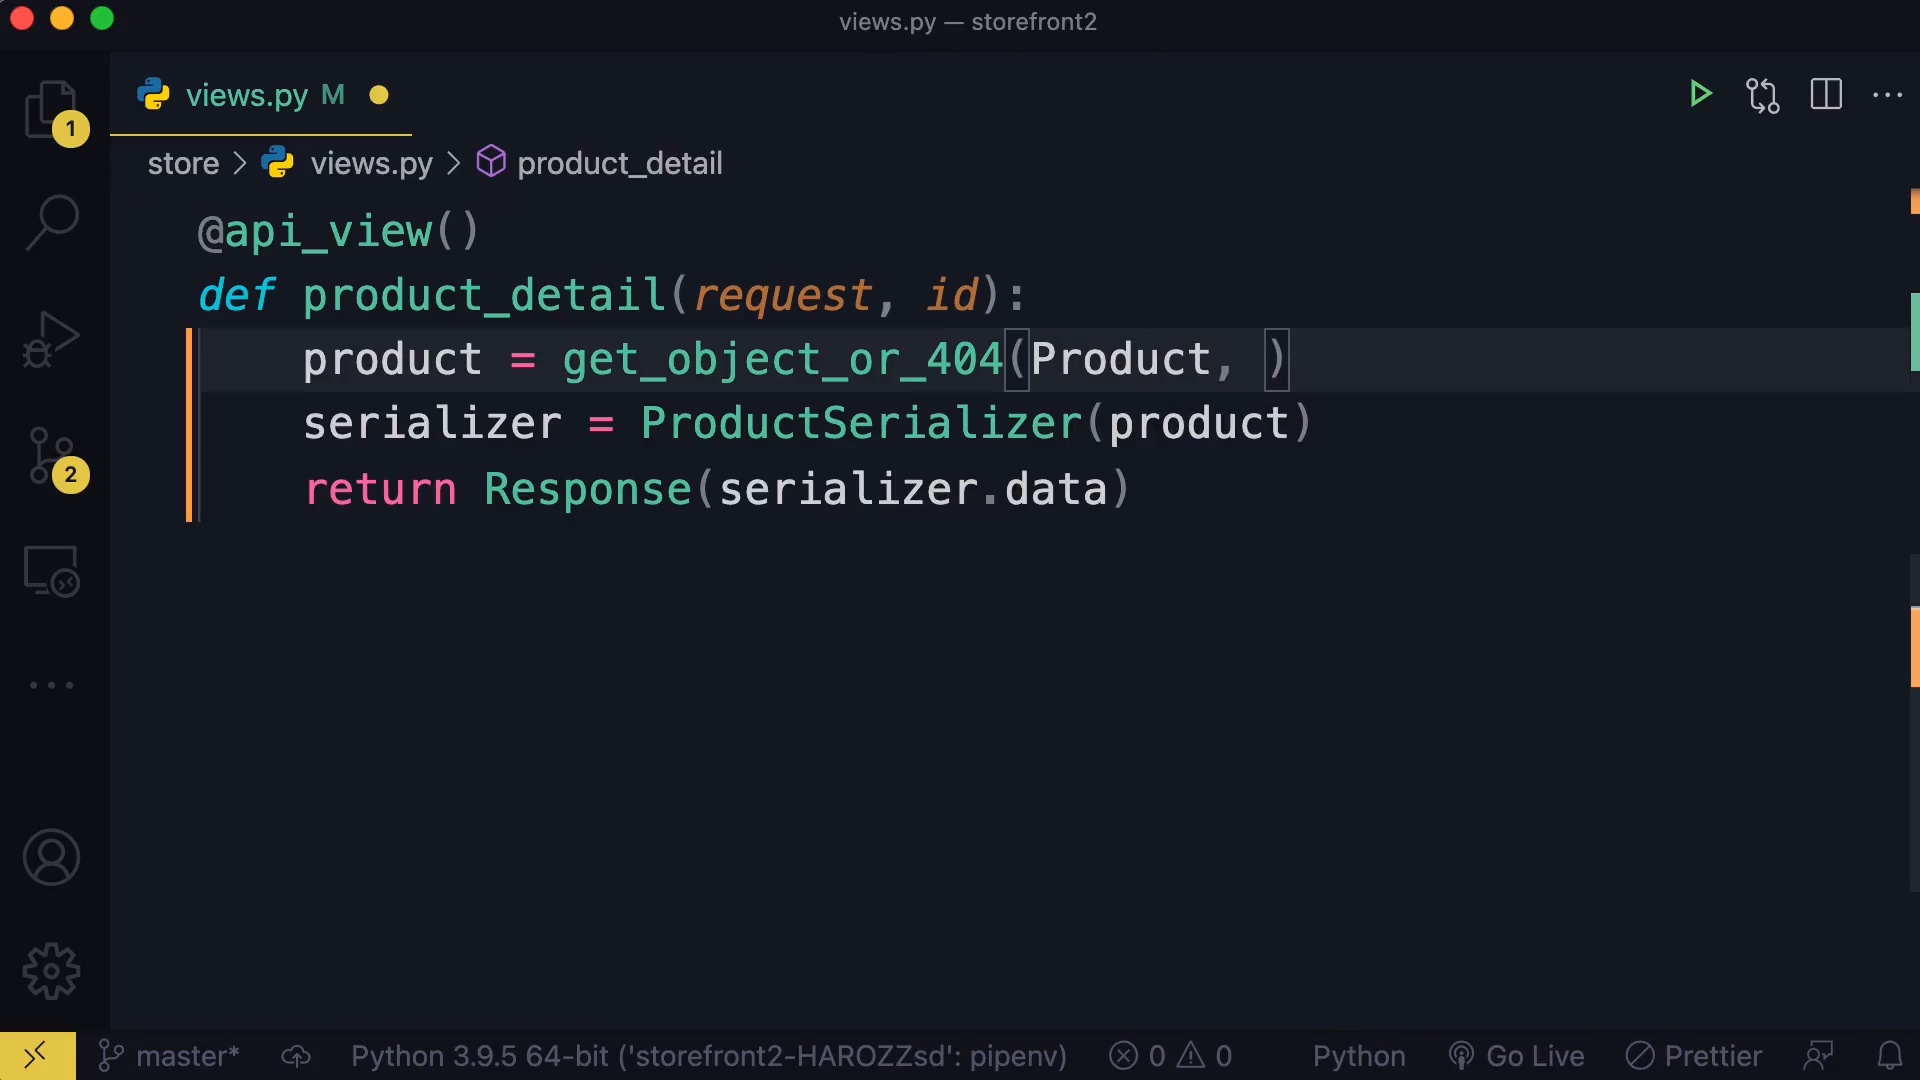 views.py — storefront2
views.py M
store > views.py > product_detail
1
@api_view()
def product_detail(request, id):
    product = get_object_or_404(Product, )
    serializer = ProductSerializer(product)
    return Response(serializer.data)
2
master* Python 3.9.5 64-bit ('storefront2-HAROZZsd': pipenv) 0 0 Python Go Live Prettier